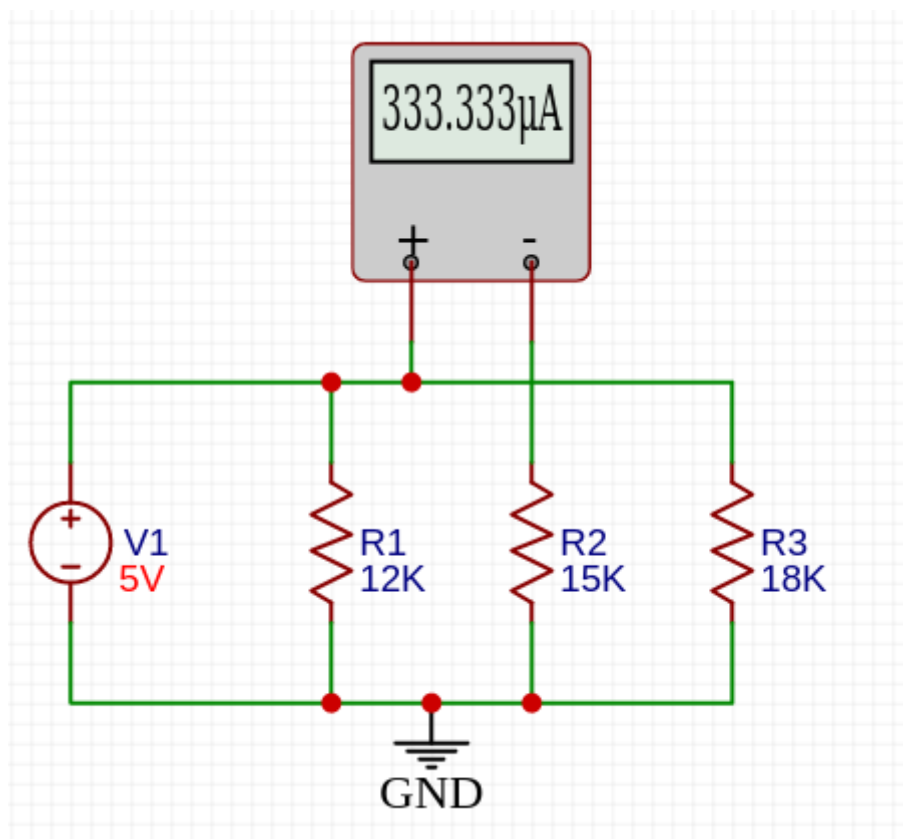 333.333µA
+ -
+
V1
5V
-
R1
12K
R2
15K
R3
18K
GND